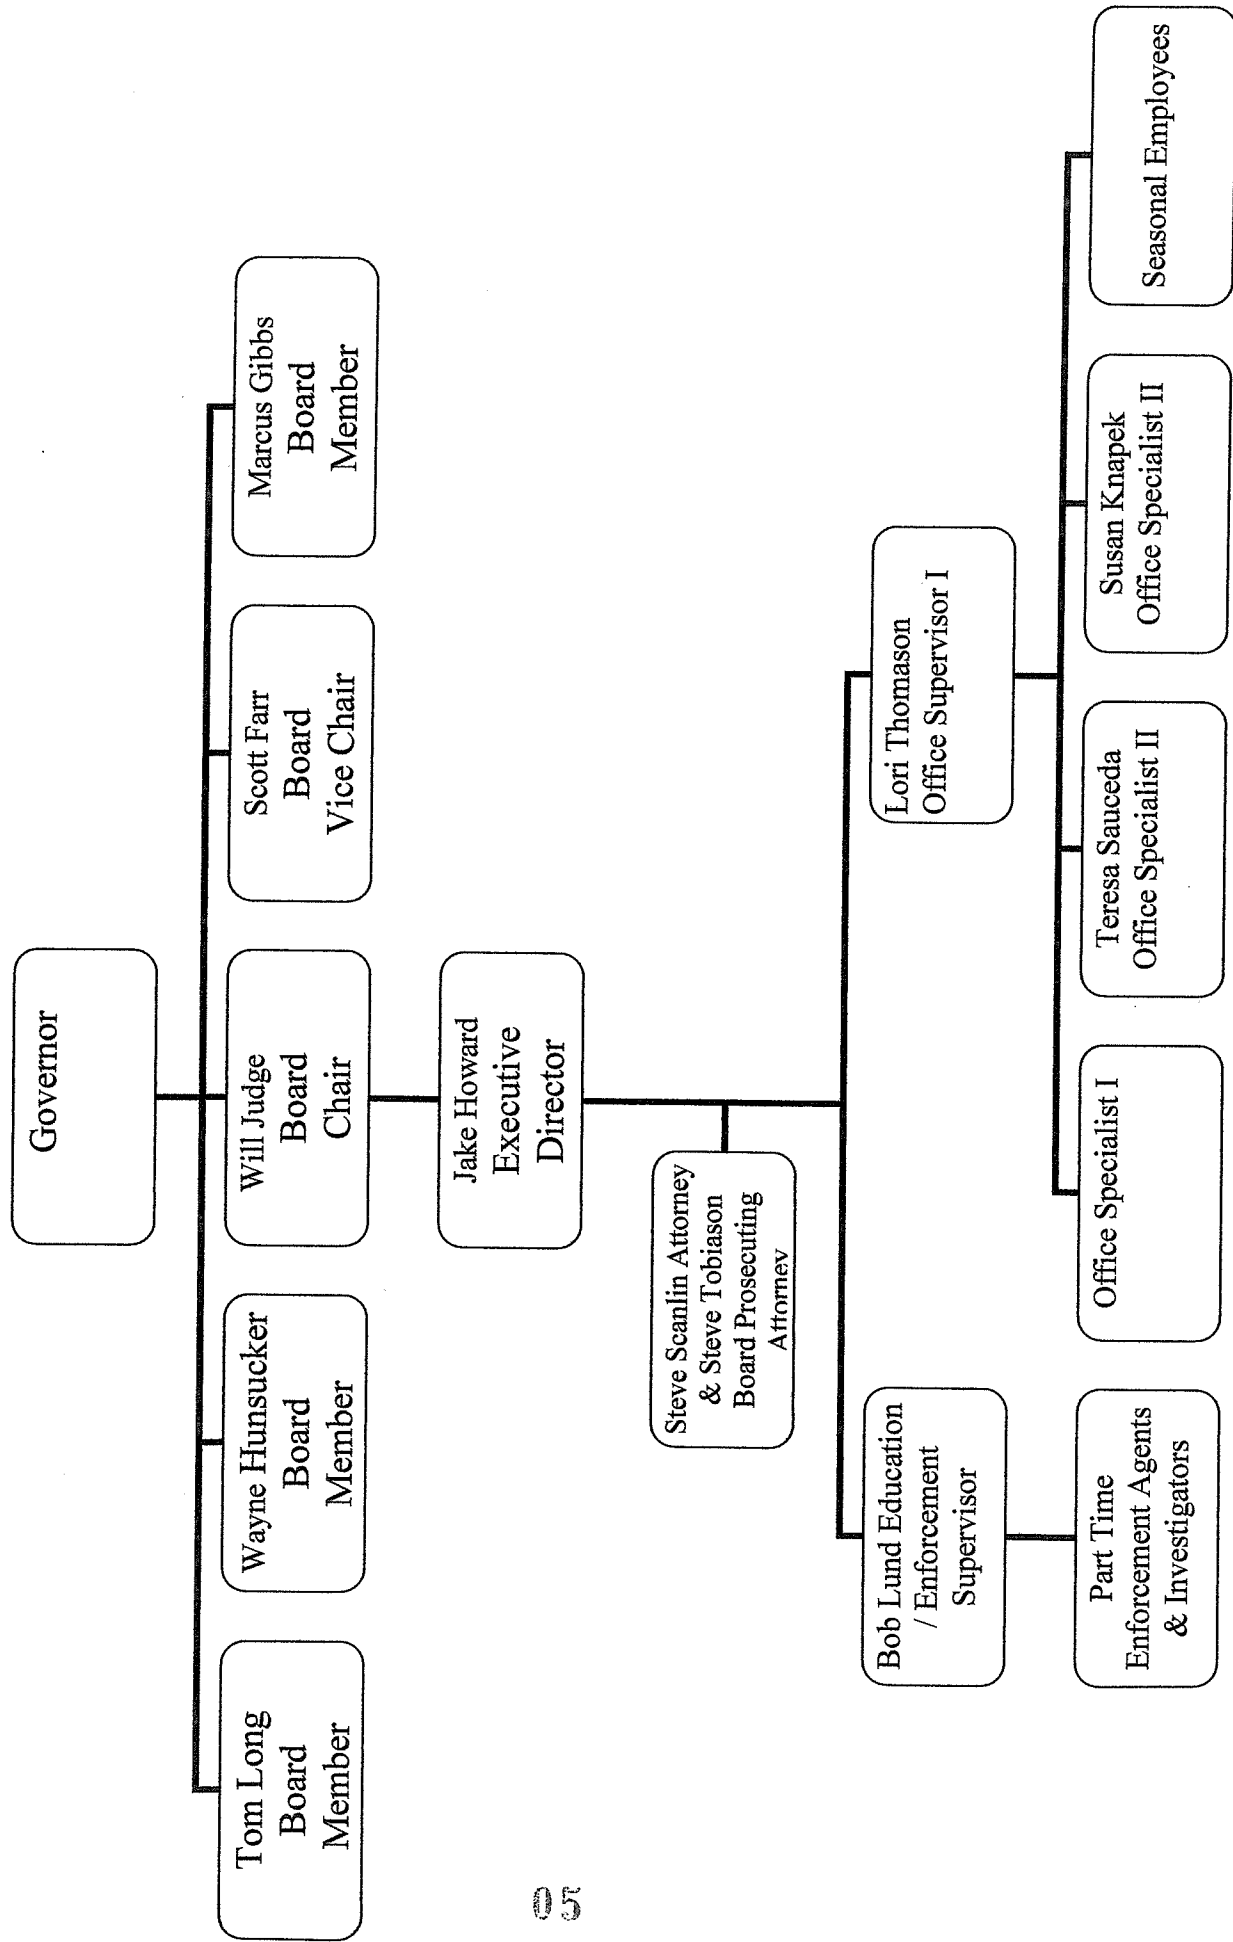 Governor
Tom Long
Board
Member
Wayne Hunsucker
Board
Member
Will Judge
Board
Chair
Scott Farr
Board
Vice Chair
Marcus Gibbs
Board
Member
Jake Howard
Executive
Director
Steve Scanlin Attorney
& Steve Tobiason
Board Prosecuting
Attorney
Bob Lund Education
/ Enforcement
Supervisor
Lori Thomason
Office Supervisor I
Part Time
Enforcement Agents
& Investigators
Office Specialist I
Teresa Sauceda
Office Specialist II
Susan Knapek
Office Specialist II
Seasonal Employees
05